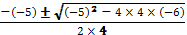 −(−5) ± √(−5)² − 4 × 4 × (−6)
2 × 4